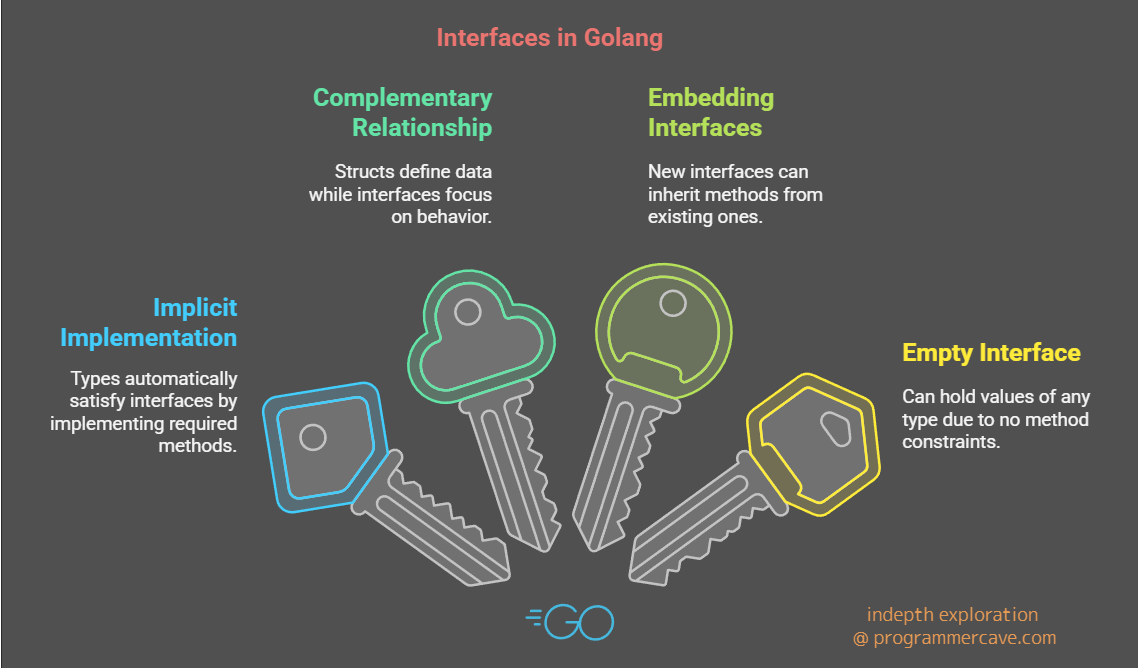 Interfaces in Golang
Complementary
Relationship
Structs define data
while interfaces focus
on behavior.
Embedding
Interfaces
New interfaces can
inherit methods from
existing ones.
Implicit
Implementation
Types automatically
satisfy interfaces by
implementing required
methods.
Empty Interface
Can hold values of any
type due to no method
constraints.
GO
indepth exploration
@ programmercave.com